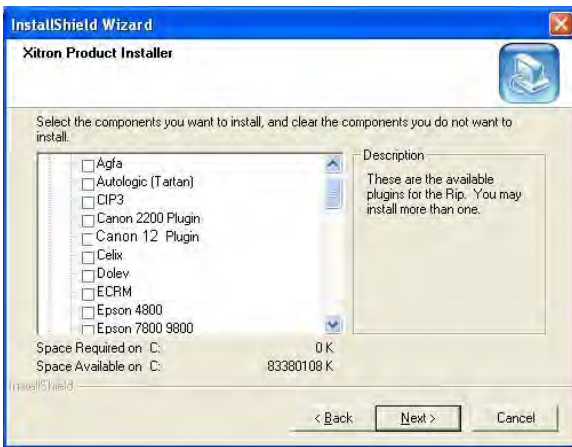 InstallShield Wizard
Xitron Product Installer
Select the components you want to install, and clear the components you do not want to
install.
Agfa
Autologic (Tartan)
CIP3
Canon 2200 Plugin
Canon 12 Plugin
Celix
Dolev
ECRM
Epson 4800
Epson 7800 9800
Description
These are the available
plugins for the Rip. You may
install more than one.
Space Required on C: 0 K
Space Available on C: 83380108 K
InstallShield
< Back Next > Cancel